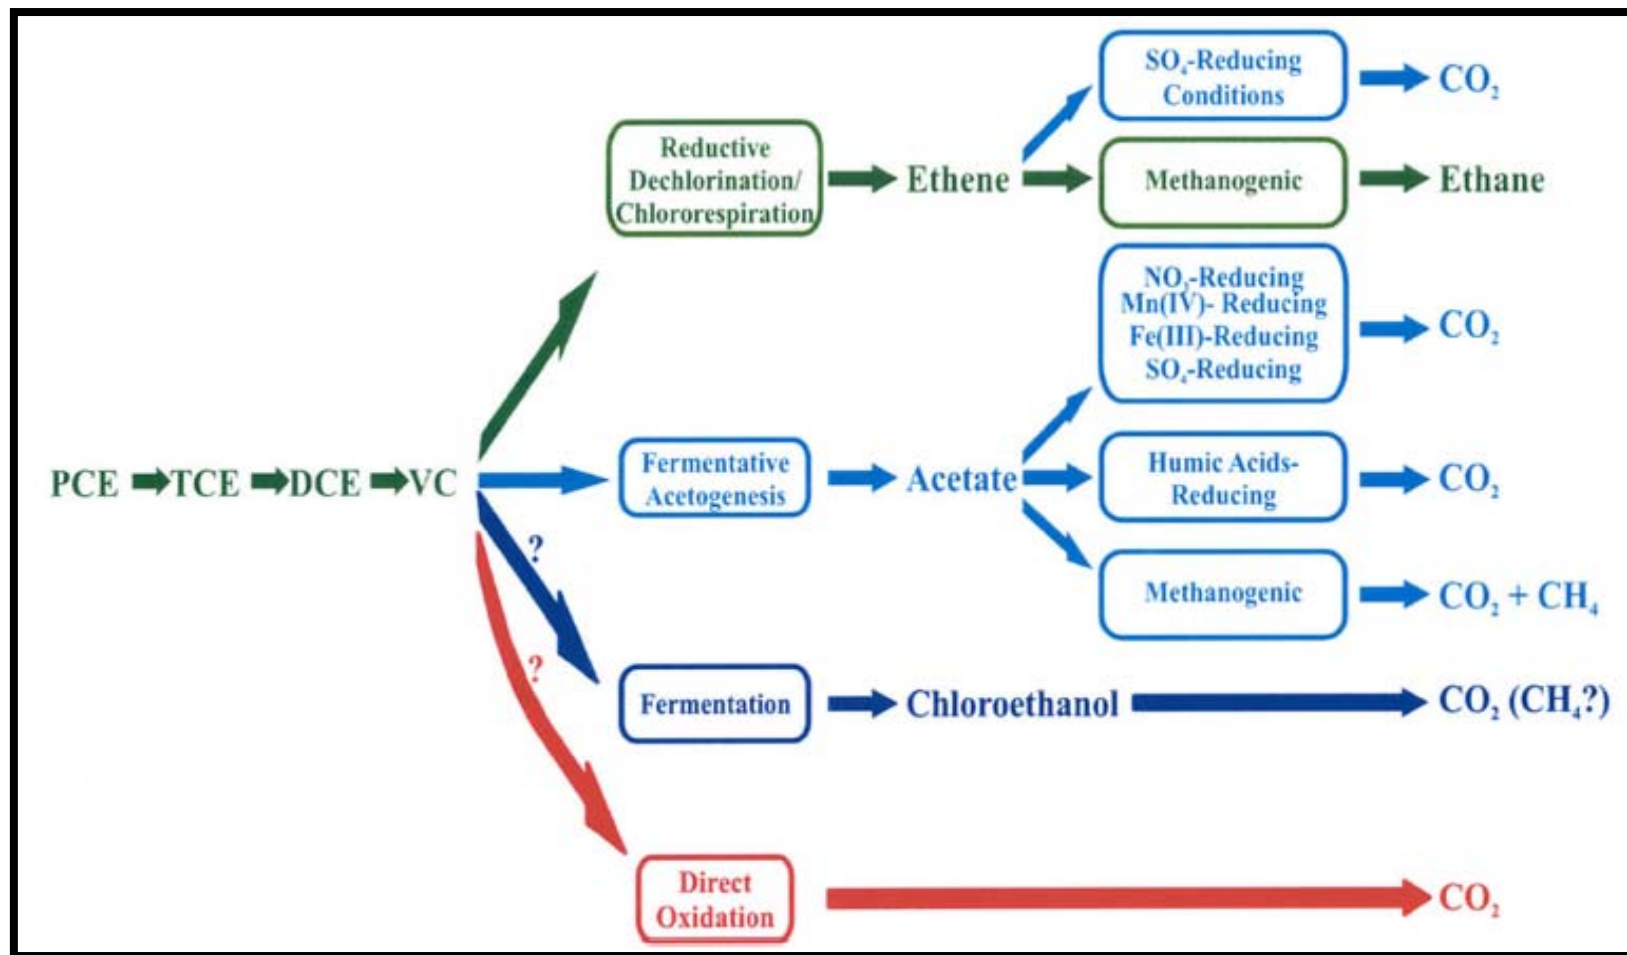 SO₄-Reducing
Conditions
CO₂
Reductive
Dechlorination/
Chlororespiration
Ethene
Methanogenic
Ethane
NO₃-Reducing
Mn(IV)- Reducing
Fe(III)-Reducing
SO₄-Reducing
CO₂
PCE TCE DCE VC
Fermentative
Acetogenesis
Acetate
Humic Acids-
Reducing
CO₂
Methanogenic
CO₂ + CH₄
?
Fermentation
Chloroethanol
CO₂ (CH₄?)
?
Direct
Oxidation
CO₂